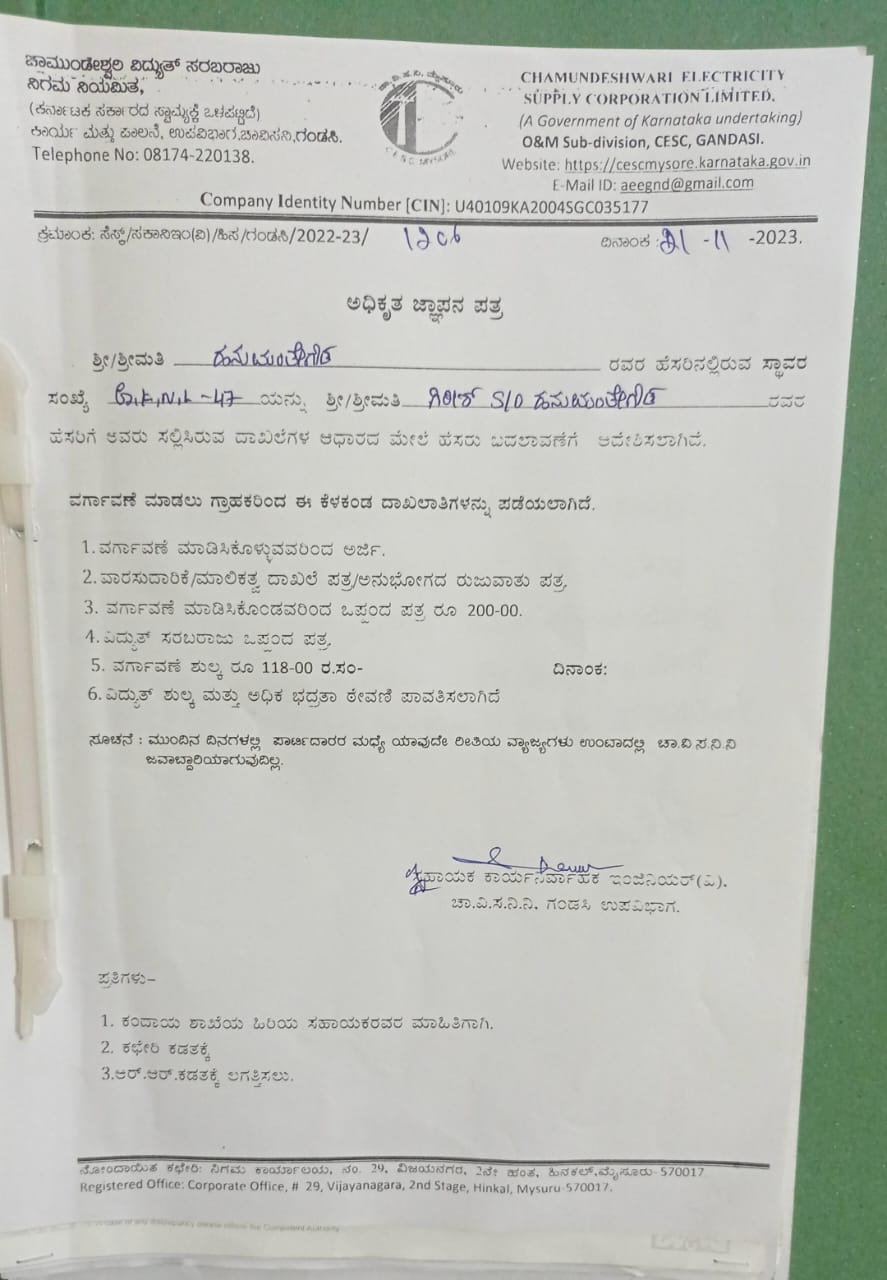 ಚಾಮುಂಡೇಶ್ವರಿ ವಿದ್ಯುತ್ ಸರಬರಾಜು
ನಿಗಮ ನಿಯಮಿತ,
(ಕರ್ನಾಟಕ ಸರ್ಕಾರದ ಸ್ವಾಮ್ಯಕ್ಕೆ ಒಳಪಟ್ಟಿದೆ)
ಕಾರ್ಯ ಮತ್ತು ಪಾಲನೆ, ಉಪವಿಭಾಗ,ಚಾವಿಸನಿ,ಗಂಡಸಿ.
Telephone No: 08174-220138.
CESC MYSORE
CHAMUNDESHWARI ELECTRICITY
SUPPLY CORPORATION LIMITED.
(A Government of Karnataka undertaking)
O&M Sub-division, CESC, GANDASI.
Website: https://cescmysore.karnataka.gov.in
E-Mail ID: aeegnd@gmail.com
Company Identity Number [CIN]: U40109KA2004SGC035177
ಕ್ರಮಾಂಕ: ಸೆಸ್ಕ್/ಸಕಾನಿಇಂ(ವಿ)/ಹಿಸ/ಗಂಡಸಿ/2022-23/ 1206 ದಿನಾಂಕ :21-11-2023.
ಅಧಿಕೃತ ಜ್ಞಾಪನ ಪತ್ರ
ಶ್ರೀ/ಶ್ರೀಮತಿ ಹನುಮಂತೇಗೌಡ ರವರ ಹೆಸರಿನಲ್ಲಿರುವ ಸ್ಥಾವರ
ಸಂಖ್ಯೆ -47 ಯನ್ನು ಶ್ರೀ/ಶ್ರೀಮತಿ ಗಿರೀಶ್ S/O ಹನುಮಂತೇಗೌಡ ರವರ
ಹೆಸರಿಗೆ ಅವರು ಸಲ್ಲಿಸಿರುವ ದಾಖಲೆಗಳ ಆಧಾರದ ಮೇಲೆ ಹೆಸರು ಬದಲಾವಣೆಗೆ ಆದೇಶಿಸಲಾಗಿದೆ.
ವರ್ಗಾವಣೆ ಮಾಡಲು ಗ್ರಾಹಕರಿಂದ ಈ ಕೆಳಕಂಡ ದಾಖಲಾತಿಗಳನ್ನು ಪಡೆಯಲಾಗಿದೆ.
1. ವರ್ಗಾವಣೆ ಮಾಡಿಸಿಕೊಳ್ಳುವವರಿಂದ ಅರ್ಜಿ.
2. ವಾರಸುದಾರಿಕೆ/ಮಾಲಿಕತ್ವ ದಾಖಲೆ ಪತ್ರ/ಅನುಭೋಗದ ರುಜುವಾತು ಪತ್ರ.
3. ವರ್ಗಾವಣೆ ಮಾಡಿಸಿಕೊಂಡವರಿಂದ ಒಪ್ಪಂದ ಪತ್ರ ರೂ 200-00.
4. ವಿದ್ಯುತ್ ಸರಬರಾಜು ಒಪ್ಪಂದ ಪತ್ರ.
5. ವರ್ಗಾವಣೆ ಶುಲ್ಕ ರೂ 118-00 ರ.ಸಂ- ದಿನಾಂಕ:
6. ವಿದ್ಯುತ್ ಶುಲ್ಕ ಮತ್ತು ಅಧಿಕ ಭದ್ರತಾ ಠೇವಣಿ ಪಾವತಿಸಲಾಗಿದೆ
ಸೂಚನೆ : ಮುಂದಿನ ದಿನಗಳಲ್ಲಿ ಪಾರ್ಟಿದಾರರ ಮಧ್ಯೆ ಯಾವುದೇ ರೀತಿಯ ವ್ಯಾಜ್ಯಗಳು ಉಂಟಾದಲ್ಲಿ ಚಾ.ವಿ.ಸ.ನಿ.ನಿ
ಜವಾಬ್ದಾರಿಯಾಗುವುದಿಲ್ಲ.
ಸಹಾಯಕ ಕಾರ್ಯನಿರ್ವಾಹಕ ಇಂಜಿನಿಯರ್(ವಿ).
ಚಾ.ವಿ.ಸ.ನಿ.ನಿ. ಗಂಡಸಿ ಉಪವಿಭಾಗ.
ಪ್ರತಿಗಳು-
1. ಕಂದಾಯ ಶಾಖೆಯ ಹಿರಿಯ ಸಹಾಯಕರವರ ಮಾಹಿತಿಗಾಗಿ.
2. ಕಛೇರಿ ಕಡತಕ್ಕೆ
3.ಆರ್.ಆರ್.ಕಡತಕ್ಕೆ ಲಗತ್ತಿಸಲು.
ನೋಂದಾಯಿತ ಕಛೇರಿ: ನಿಗಮ ಕಾರ್ಯಾಲಯ, ನಂ. 29, ವಿಜಯನಗರ, 2ನೇ ಹಂತ, ಹಿನಕಲ್,ಮೈಸೂರು-570017
Registered Office: Corporate Office, # 29, Vijayanagara, 2nd Stage, Hinkal, Mysuru-570017.